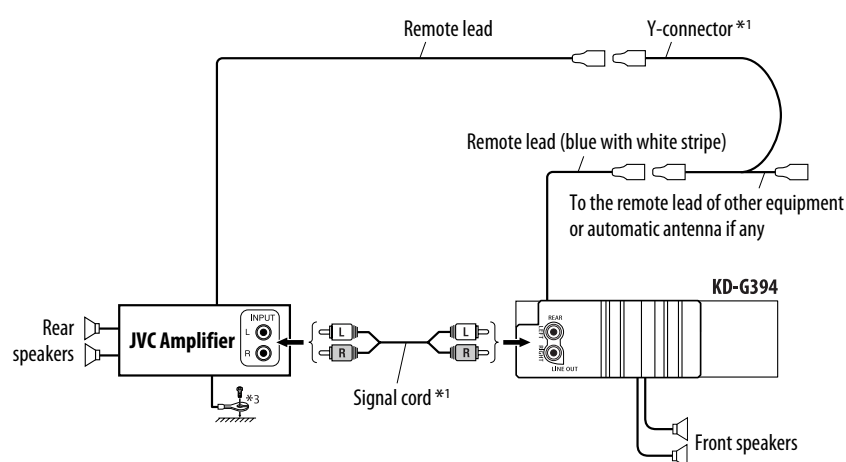 Remote lead
Y-connector *1
Remote lead (blue with white stripe)
To the remote lead of other equipment
or automatic antenna if any
KD-G394
Rear
speakers
JVC Amplifier
INPUT
L
R
*3
L
R
Signal cord *1
L
R
REAR
LEFT
RIGHT
LINE OUT
Front speakers